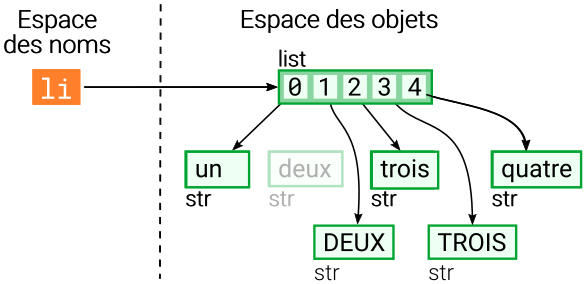 Espace des noms
Espace des objets
li
list
0 1 2 3 4
un
deux
trois
quatre
str
str
str
str
DEUX
TROIS
str
str